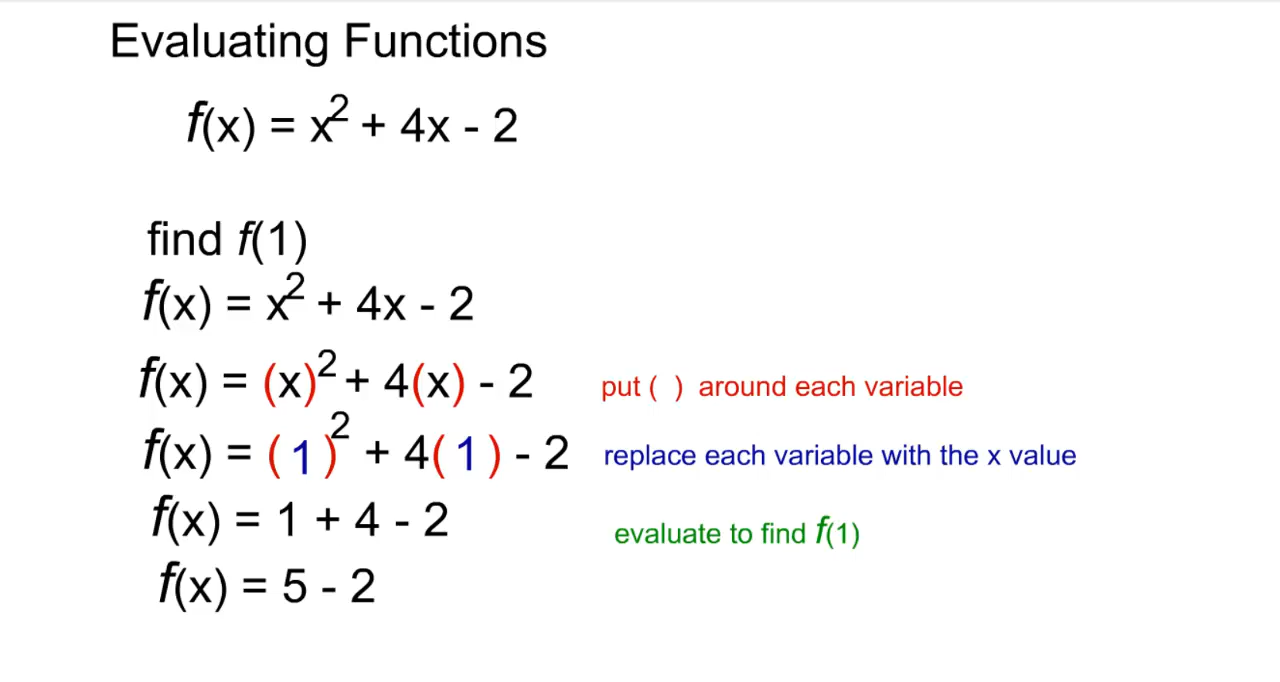 Evaluating Functions
f(x) = x² + 4x - 2
find f(1)
f(x) = x² + 4x - 2
f(x) = (x)² + 4(x) - 2 put ( ) around each variable
f(x) = ( 1 )² + 4( 1 ) - 2 replace each variable with the x value
f(x) = 1 + 4 - 2 evaluate to find f(1)
f(x) = 5 - 2